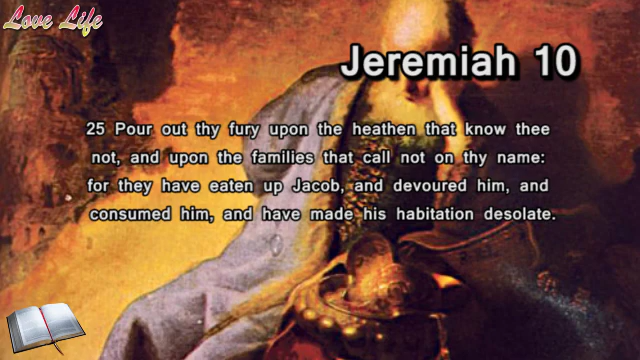 Love Life
Jeremiah 10
25 Pour out thy fury upon the heathen that know thee
not, and upon the families that call not on thy name:
for they have eaten up Jacob, and devoured him, and
consumed him, and have made his habitation desolate.